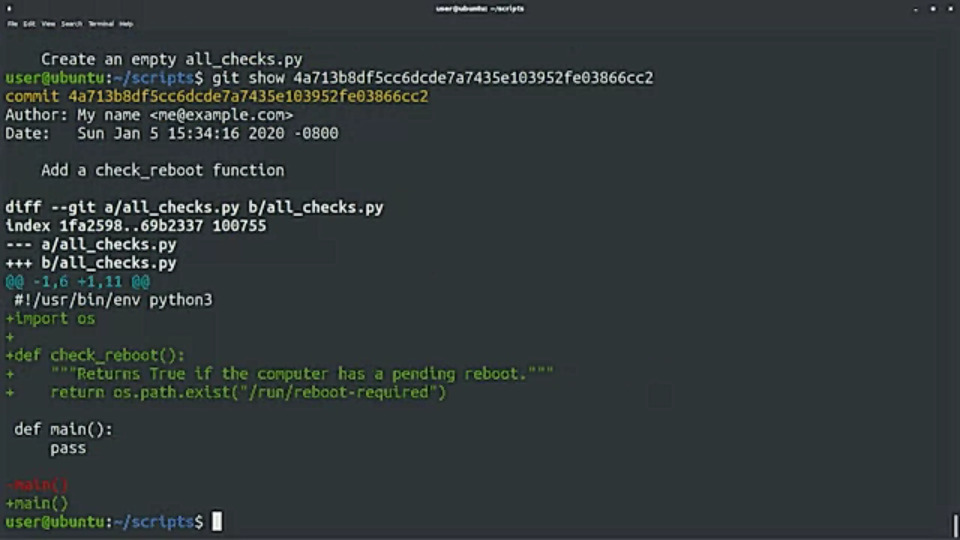 user@ubuntu: ~/scripts
File Edit View Search Terminal Help
    Create an empty all_checks.py
user@ubuntu:~/scripts$ git show 4a713b8df5cc6dcde7a7435e103952fe03866cc2
commit 4a713b8df5cc6dcde7a7435e103952fe03866cc2
Author: My name <me@example.com>
Date:   Sun Jan 5 15:34:16 2020 -0800
    Add a check_reboot function
diff --git a/all_checks.py b/all_checks.py
index 1fa2598..69b2337 100755
--- a/all_checks.py
+++ b/all_checks.py
@@ -1,6 +1,11 @@
 #!/usr/bin/env python3
+import os
+
+def check_reboot():
+    """Returns True if the computer has a pending reboot."""
+    return os.path.exist("/run/reboot-required")
 def main():
     pass
-main()
+main()
user@ubuntu:~/scripts$